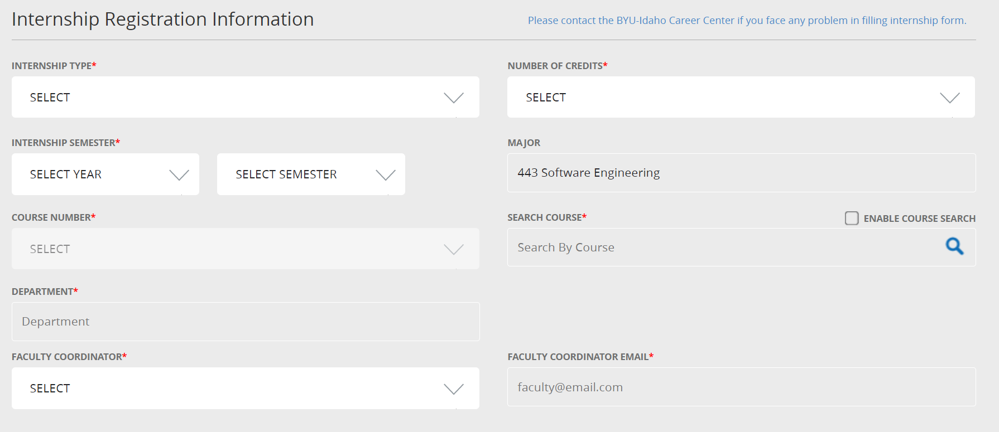 Internship Registration Information
Please contact the BYU-Idaho Career Center if you face any problem in filling internship form.
INTERNSHIP TYPE*
NUMBER OF CREDITS*
SELECT
SELECT
INTERNSHIP SEMESTER*
MAJOR
SELECT YEAR
SELECT SEMESTER
443 Software Engineering
COURSE NUMBER*
SEARCH COURSE*
ENABLE COURSE SEARCH
SELECT
Search By Course
DEPARTMENT*
Department
FACULTY COORDINATOR*
FACULTY COORDINATOR EMAIL*
SELECT
faculty@email.com